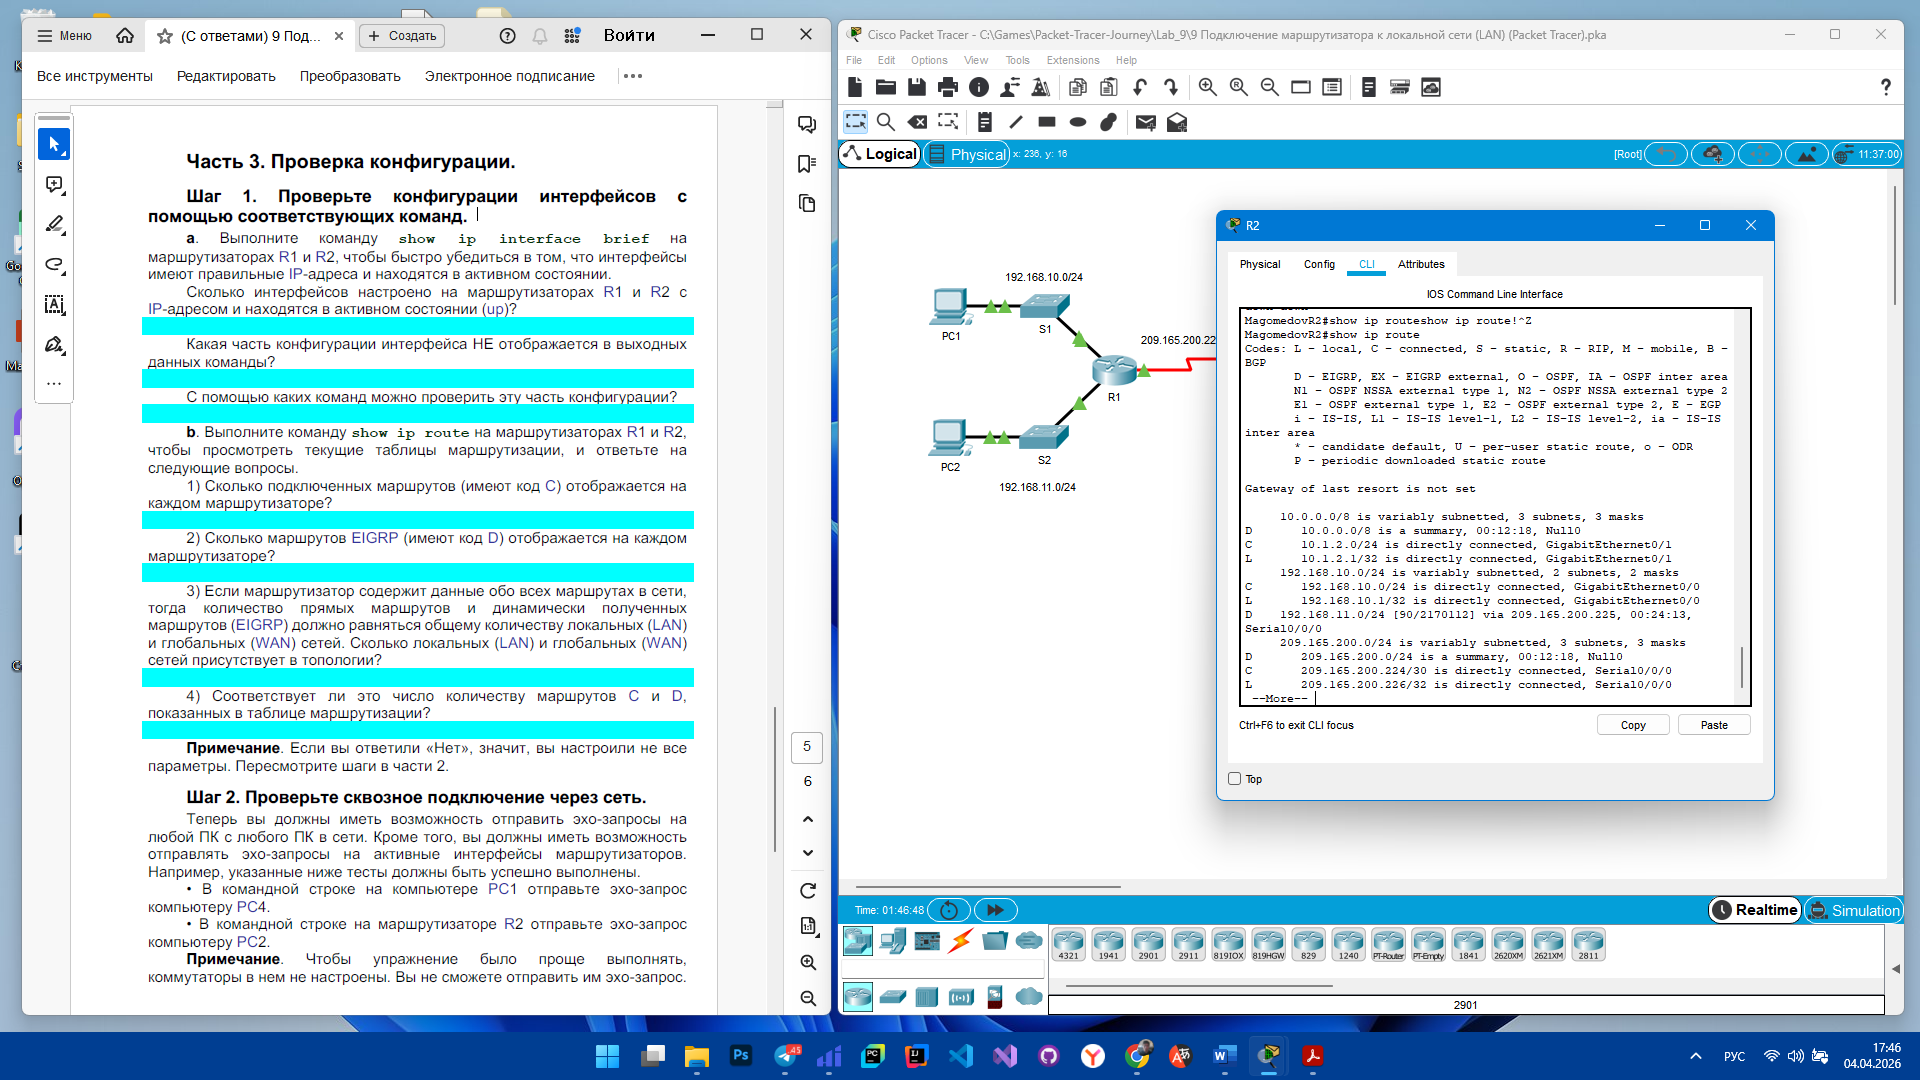 Меню
(С ответами) 9 Под...
Создать
Войти
Все инструменты
Редактировать
Преобразовать
Электронное подписание
Часть 3. Проверка конфигурации.
Шаг 1. Проверьте конфигурации интерфейсов с
помощью соответствующих команд.
a. Выполните команду show ip interface brief на
маршрутизаторах R1 и R2, чтобы быстро убедиться в том, что интерфейсы
имеют правильные IP-адреса и находятся в активном состоянии.
Сколько интерфейсов настроено на маршрутизаторах R1 и R2 с
IP-адресом и находятся в активном состоянии (up)?
Какая часть конфигурации интерфейса НЕ отображается в выходных
данных команды?
С помощью каких команд можно проверить эту часть конфигурации?
b. Выполните команду show ip route на маршрутизаторах R1 и R2,
чтобы просмотреть текущие таблицы маршрутизации, и ответьте на
следующие вопросы.
1) Сколько подключенных маршрутов (имеют код C) отображается на
каждом маршрутизаторе?
2) Сколько маршрутов EIGRP (имеют код D) отображается на каждом
маршрутизаторе?
3) Если маршрутизатор содержит данные обо всех маршрутах в сети,
тогда количество прямых маршрутов и динамически полученных
маршрутов (EIGRP) должно равняться общему количеству локальных (LAN)
и глобальных (WAN) сетей. Сколько локальных (LAN) и глобальных (WAN)
сетей присутствует в топологии?
4) Соответствует ли это число количеству маршрутов C и D,
показанных в таблице маршрутизации?
Примечание. Если вы ответили «Нет», значит, вы настроили не все
параметры. Пересмотрите шаги в части 2.
Шаг 2. Проверьте сквозное подключение через сеть.
Теперь вы должны иметь возможность отправить эхо-запросы на
любой ПК с любого ПК в сети. Кроме того, вы должны иметь возможность
отправлять эхо-запросы на активные интерфейсы маршрутизаторов.
Например, указанные ниже тесты должны быть успешно выполнены.
• В командной строке на компьютере PC1 отправьте эхо-запрос
компьютеру PC4.
• В командной строке на маршрутизаторе R2 отправьте эхо-запрос
компьютеру PC2.
Примечание. Чтобы упражнение было проще выполнять,
коммутаторы в нем не настроены. Вы не сможете отправить им эхо-запрос.
5
6
Cisco Packet Tracer - C:\Games\Packet-Tracer-Journey\Lab_9\9 Подключение маршрутизатора к локальной сети (LAN) (Packet Tracer).pka
File Edit Options View Tools Extensions Help
Logical
Physical
x: 236, y: 16
[Root]
11:37:00
192.168.10.0/24
PC1
S1
209.165.200.22
R1
PC2
S2
192.168.11.0/24
R2
Physical Config CLI Attributes
IOS Command Line Interface
MagomedovR2#show ip routeshow ip route!^Z
MagomedovR2#show ip route
Codes: L - local, C - connected, S - static, R - RIP, M - mobile, B -
BGP
D - EIGRP, EX - EIGRP external, O - OSPF, IA - OSPF inter area
N1 - OSPF NSSA external type 1, N2 - OSPF NSSA external type 2
E1 - OSPF external type 1, E2 - OSPF external type 2, E - EGP
i - IS-IS, L1 - IS-IS level-1, L2 - IS-IS level-2, ia - IS-IS
inter area
* - candidate default, U - per-user static route, o - ODR
P - periodic downloaded static route
Gateway of last resort is not set
10.0.0.0/8 is variably subnetted, 3 subnets, 3 masks
D 10.0.0.0/8 is a summary, 00:12:18, Null0
C 10.1.2.0/24 is directly connected, GigabitEthernet0/1
L 10.1.2.1/32 is directly connected, GigabitEthernet0/1
192.168.10.0/24 is variably subnetted, 2 subnets, 2 masks
C 192.168.10.0/24 is directly connected, GigabitEthernet0/0
L 192.168.10.1/32 is directly connected, GigabitEthernet0/0
D 192.168.11.0/24 [90/2170112] via 209.165.200.225, 00:24:13,
Serial0/0/0
209.165.200.0/24 is variably subnetted, 3 subnets, 3 masks
D 209.165.200.0/24 is a summary, 00:12:18, Null0
C 209.165.200.224/30 is directly connected, Serial0/0/0
L 209.165.200.226/32 is directly connected, Serial0/0/0
--More--
Ctrl+F6 to exit CLI focus
Copy
Paste
Top
Time: 01:46:48
Realtime
Simulation
4321 1941 2901 2911 819IOX 819HGW 829 1240 PT-Router PT-Empty 1841 2620XM 2621XM 2811
2901
45
РУС
17:46
04.04.2026